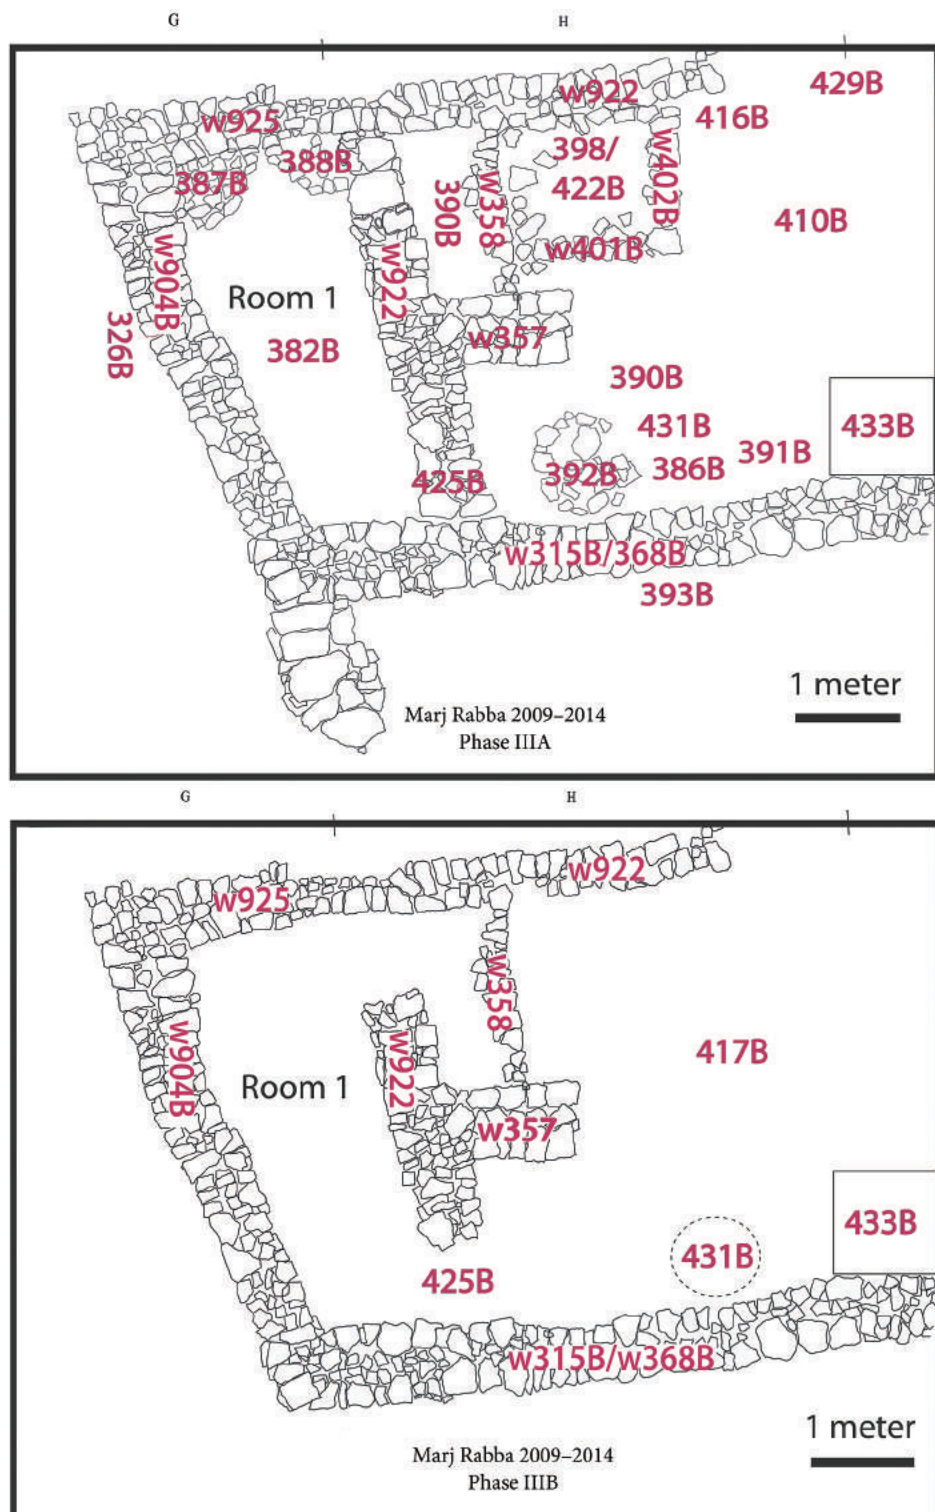 G H
w922
429B
w925
416B
388B
398/
422B
387B
w402B
390B
w358
410B
w401B
w904B
w922
Room 1
326B
w357
382B
390B
431B
433B
391B
386B
392B
425B
w315B/368B
393B
1 meter
Marj Rabba 2009–2014
Phase IIIA
G H
w922
w925
w358
417B
w904B
w922
Room 1
w357
433B
431B
425B
w315B/w368B
1 meter
Marj Rabba 2009–2014
Phase IIIB